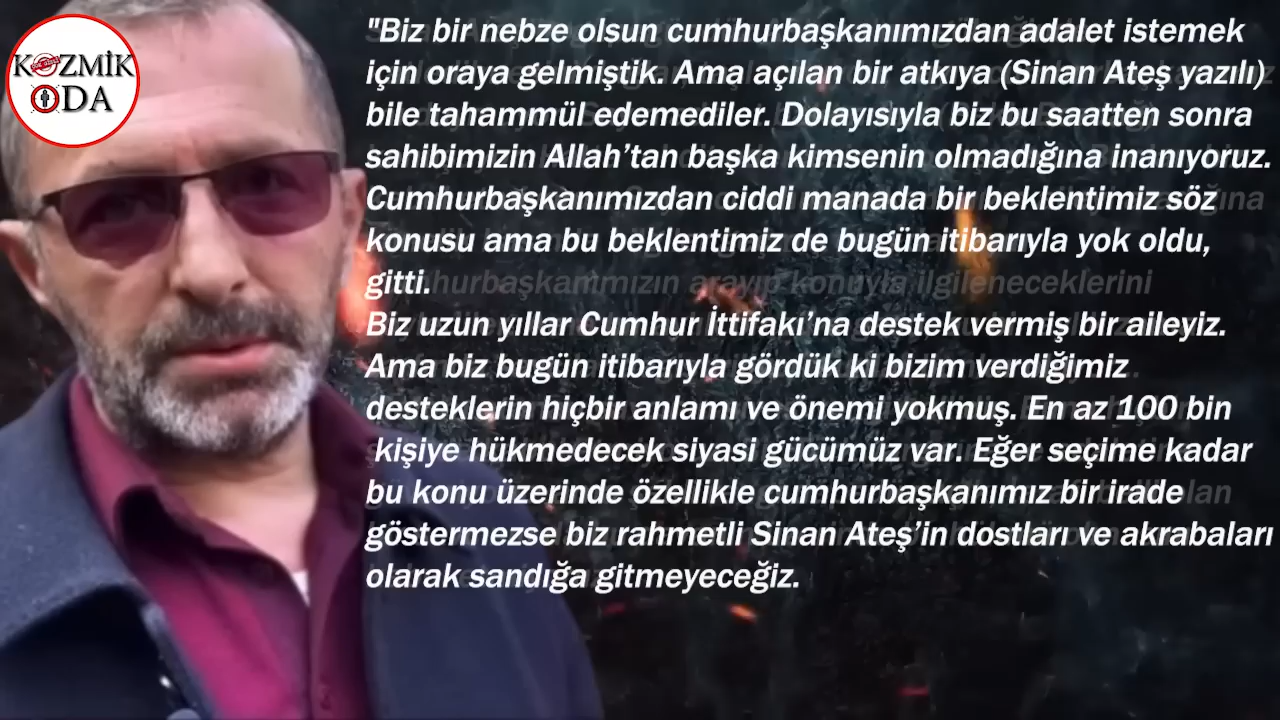 KOZMİK
ODA
"Biz bir nebze olsun cumhurbaşkanımızdan adalet istemek
için oraya gelmiştik. Ama açılan bir atkıya (Sinan Ateş yazılı)
bile tahammül edemediler. Dolayısıyla biz bu saatten sonra
sahibimizin Allah’tan başka kimsenin olmadığına inanıyoruz.
Cumhurbaşkanımızdan ciddi manada bir beklentimiz söz
konusu ama bu beklentimiz de bugün itibarıyla yok oldu,
gitti.
Biz uzun yıllar Cumhur İttifakı’na destek vermiş bir aileyiz.
Ama biz bugün itibarıyla gördük ki bizim verdiğimiz
desteklerin hiçbir anlamı ve önemi yokmuş. En az 100 bin
kişiye hükmedecek siyasi gücümüz var. Eğer seçime kadar
bu konu üzerinde özellikle cumhurbaşkanımız bir irade
göstermezse biz rahmetli Sinan Ateş’in dostları ve akrabaları
olarak sandığa gitmeyeceğiz.